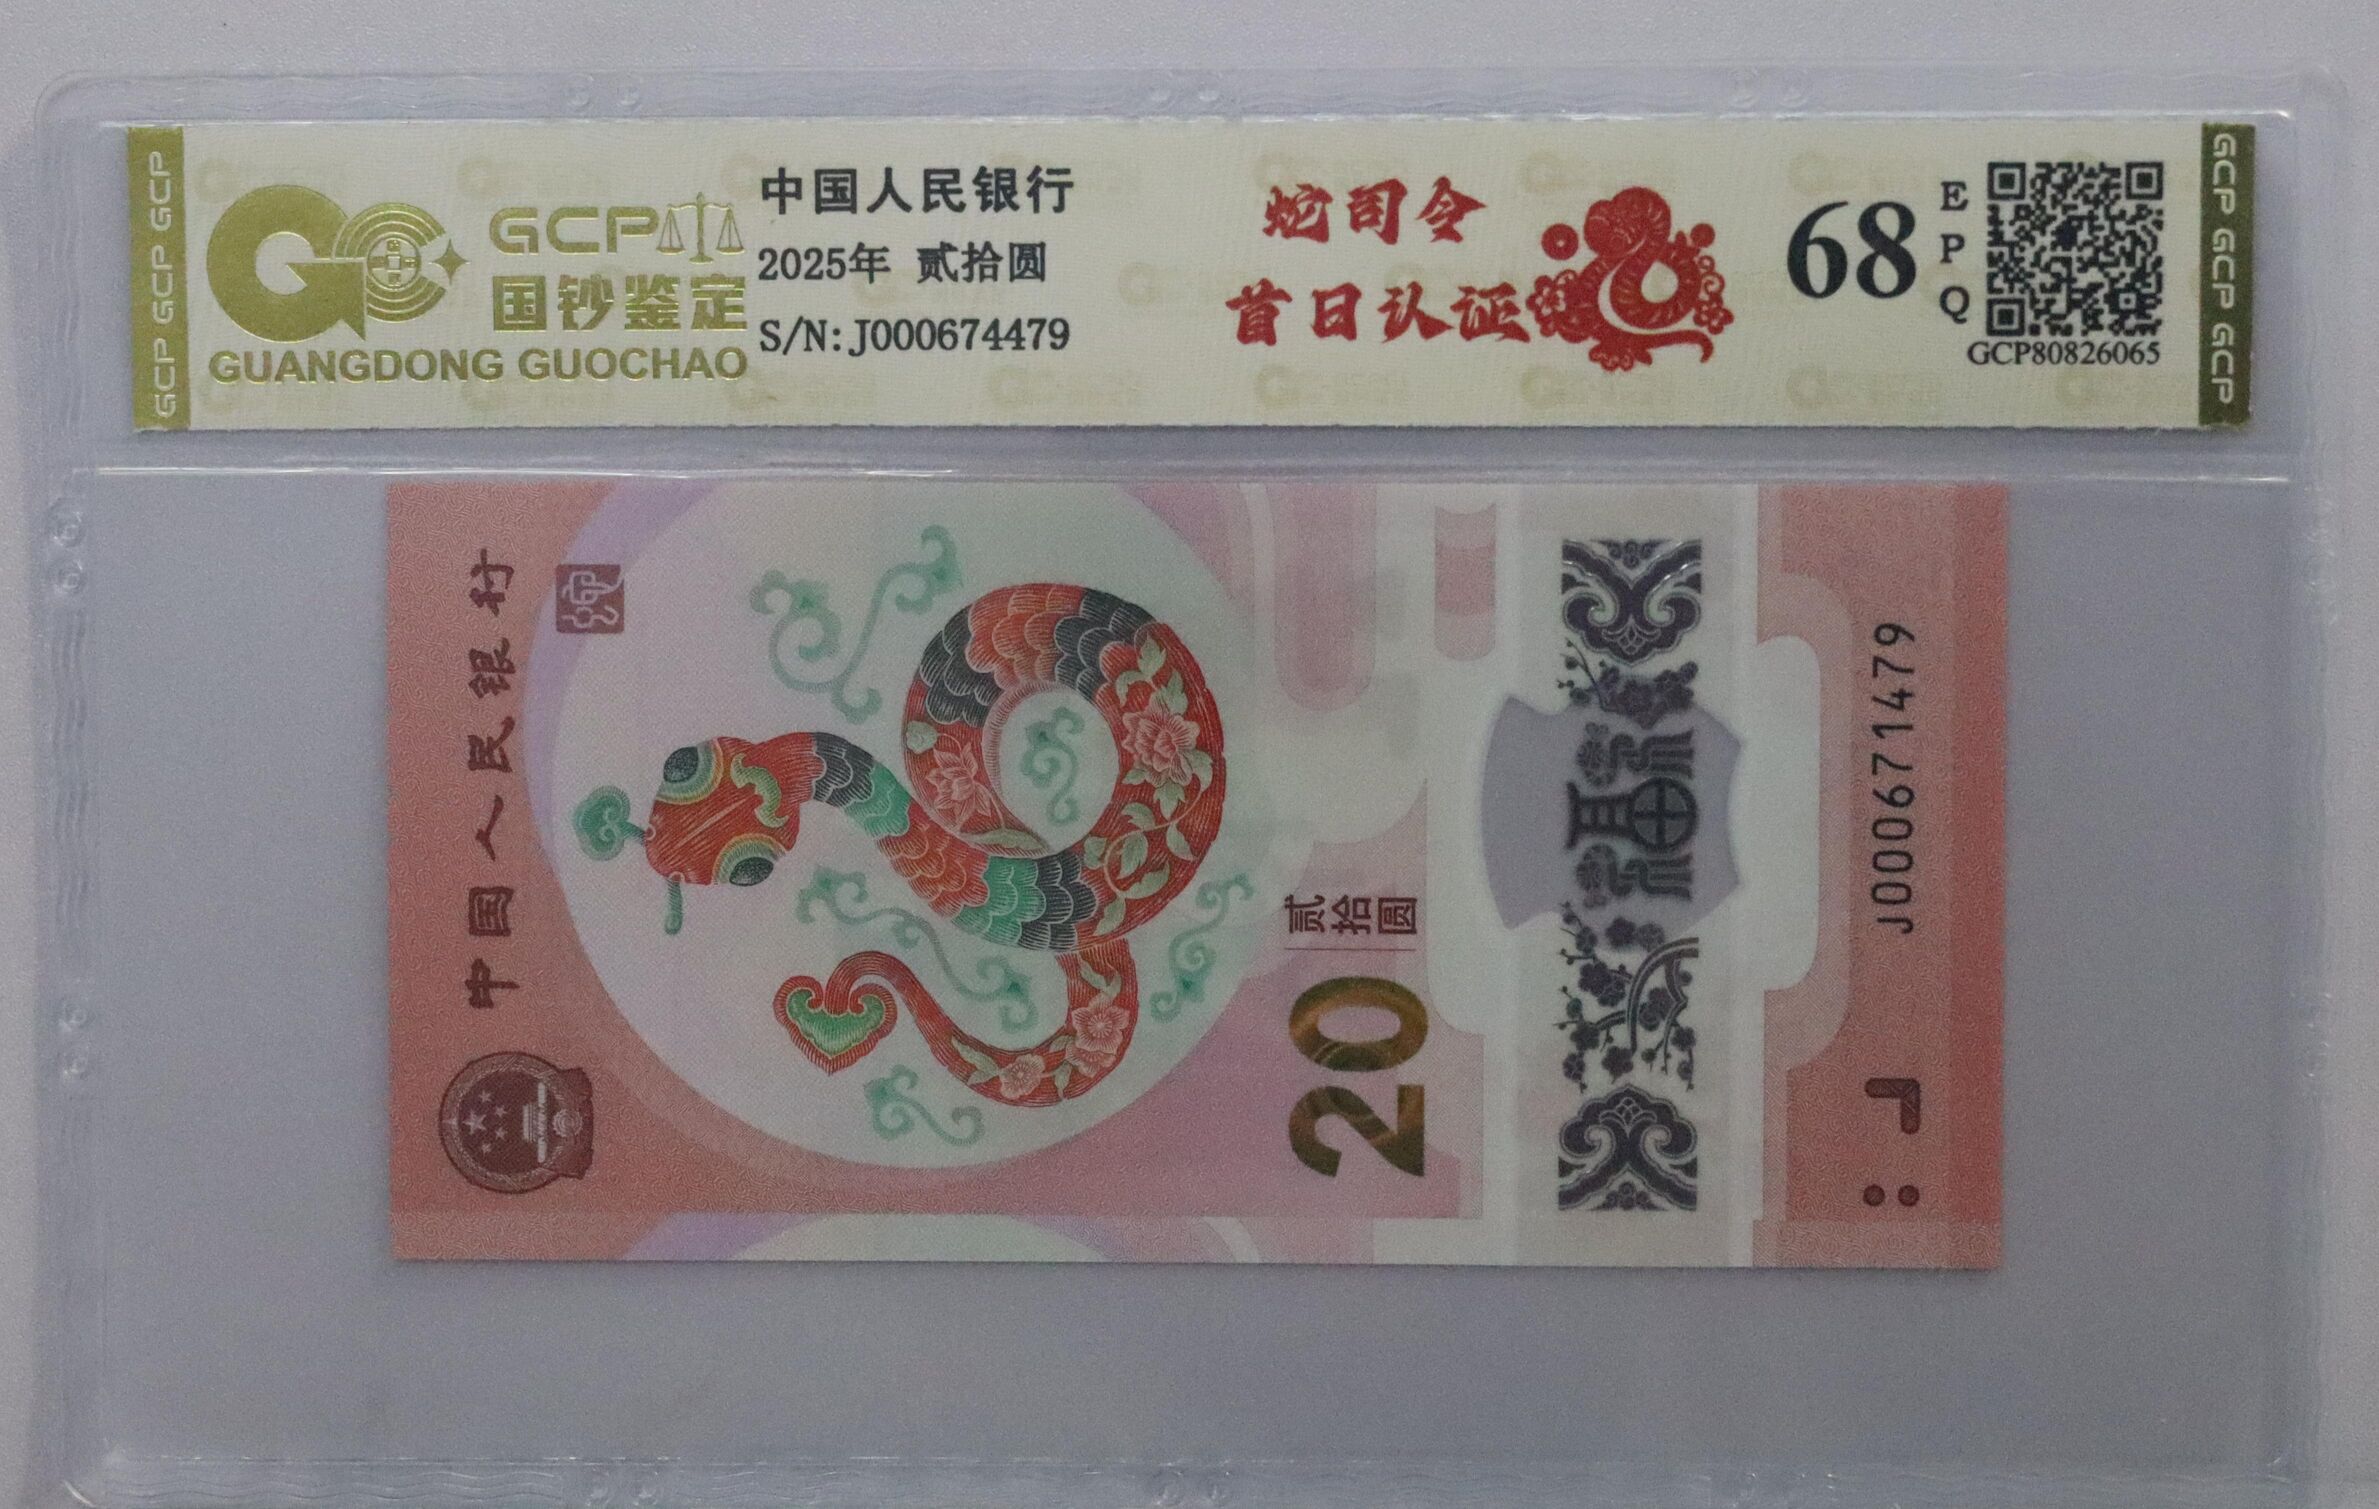 GCP GCP GCP
GCP
国钞鉴定
GUANGDONG GUOCHAO
中国人民银行
2025年 贰拾圆
S/N: J000674479
蛇司令
首日认证
68
EPQ
GCP80826065
GCP GCP GCP
中国人民银行
20
贰拾圆
福
J000671479